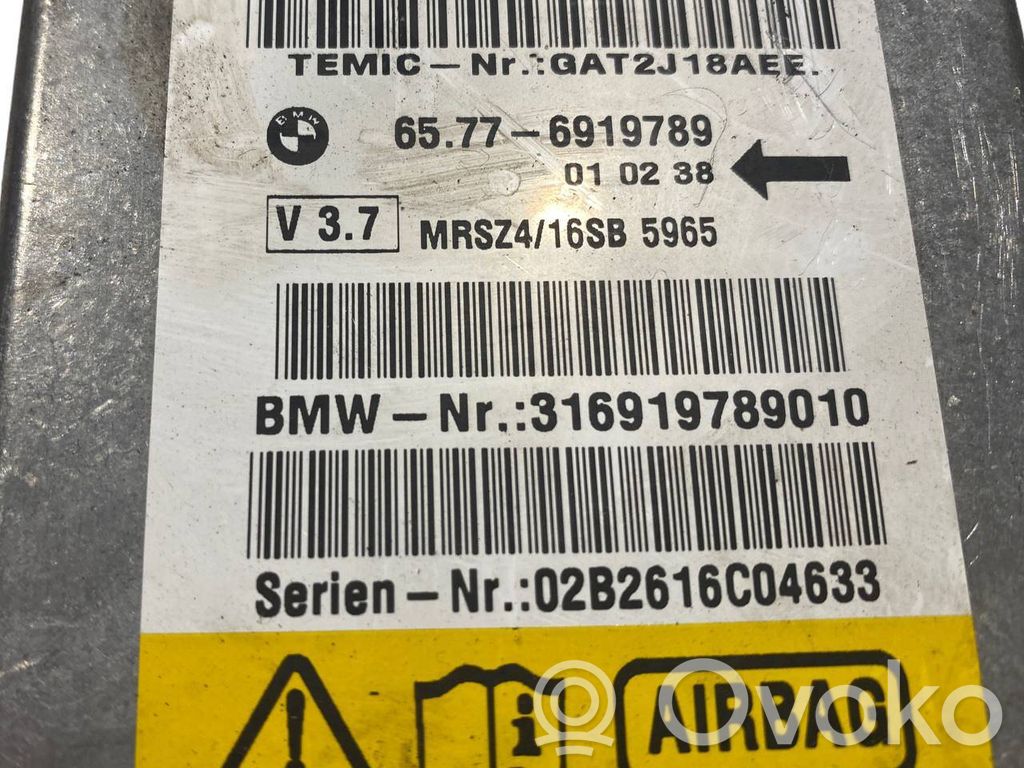 TEMIC-Nr.:GAT2J18AEE.
BMW
65.77-6919789
01 02 38
V 3.7
MRSZ4/16SB 5965
BMW-Nr.:316919789010
Serien-Nr.:02B2616C04633
AIRBAG
Ovoko